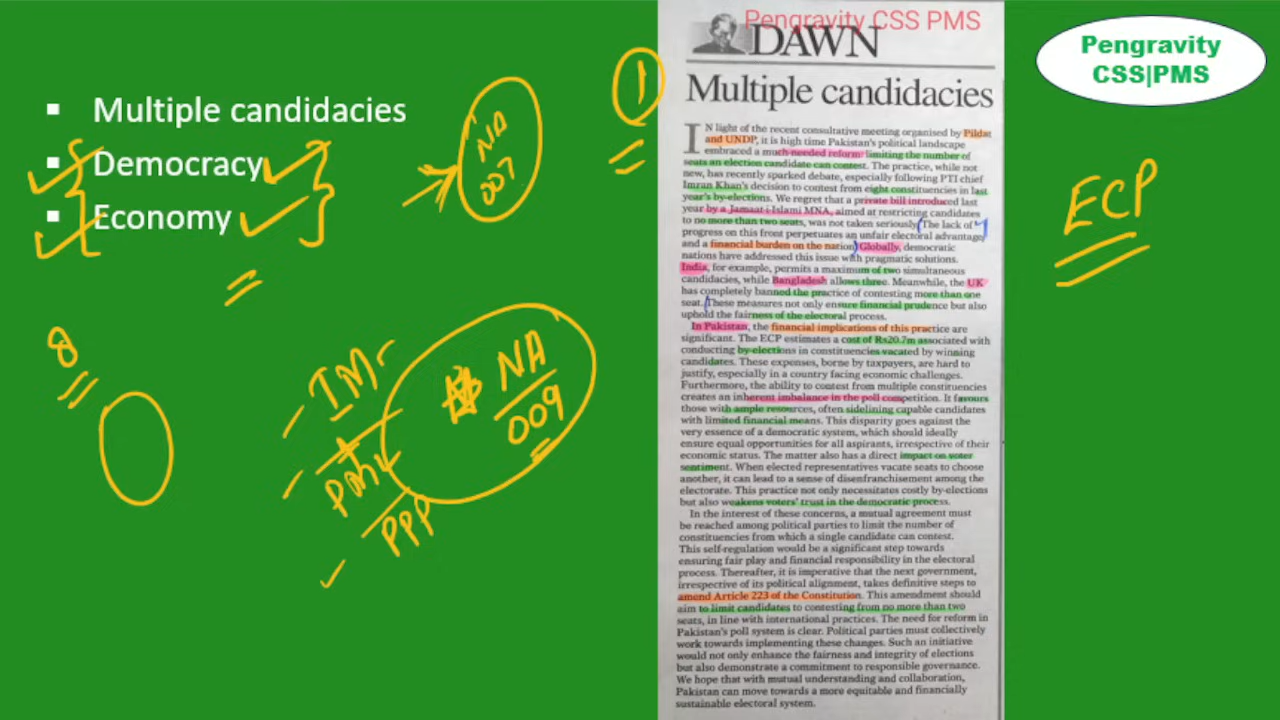 Multiple candidacies
Democracy
Economy
8
IMr
PPP
NA
007
NA
009
1
Pengravity CSS PMS
DAWN
Multiple candidacies
IN light of the recent consultative meeting organised by Pildat
and UNDP, it is high time Pakistan's political landscape
embraced a much-needed reform: limiting the number of
seats an election candidate can contest. The practice, while not
new, has recently sparked debate, especially following PTI chief
Imran Khan's decision to contest from eight constituencies in last
year's by-elections. We regret that a private bill introduced last
year by a Jamaat-i-Islami MNA, aimed at restricting candidates
to no more than two seats, was not taken seriously. The lack of
progress on this front perpetuates an unfair electoral advantage
and a financial burden on the nation. Globally, democratic
nations have addressed this issue with pragmatic solutions.
India, for example, permits a maximum of two simultaneous
candidacies, while Bangladesh allows three. Meanwhile, the UK
has completely banned the practice of contesting more than one
seat. These measures not only ensure financial prudence but also
uphold the fairness of the electoral process.
In Pakistan, the financial implications of this practice are
significant. The ECP estimates a cost of Rs20.7m associated with
conducting by-elections in constituencies vacated by winning
candidates. These expenses, borne by taxpayers, are hard to
justify, especially in a country facing economic challenges.
Furthermore, the ability to contest from multiple constituencies
creates an inherent imbalance in the poll competition. It favours
those with ample resources, often sidelining capable candidates
with limited financial means. This disparity goes against the
very essence of a democratic system, which should ideally
ensure equal opportunities for all aspirants, irrespective of their
economic status. The matter also has a direct impact on voter
sentiment. When elected representatives vacate seats to choose
another, it can lead to a sense of disenfranchisement among the
electorate. This practice not only necessitates costly by-elections
but also weakens voters' trust in the democratic process.
In the interest of these concerns, a mutual agreement must
be reached among political parties to limit the number of
constituencies from which a single candidate can contest.
This self-regulation would be a significant step towards
ensuring fair play and financial responsibility in the electoral
process. Thereafter, it is imperative that the next government,
irrespective of its political alignment, takes definitive steps to
amend Article 223 of the Constitution. This amendment should
aim to limit candidates to contesting from no more than two
seats, in line with international practices. The need for reform in
Pakistan's poll system is clear. Political parties must collectively
work towards implementing these changes. Such an initiative
would not only enhance the fairness and integrity of elections
but also demonstrate a commitment to responsible governance.
We hope that with mutual understanding and collaboration,
Pakistan can move towards a more equitable and financially
sustainable electoral system.
Pengravity
CSS|PMS
ECP